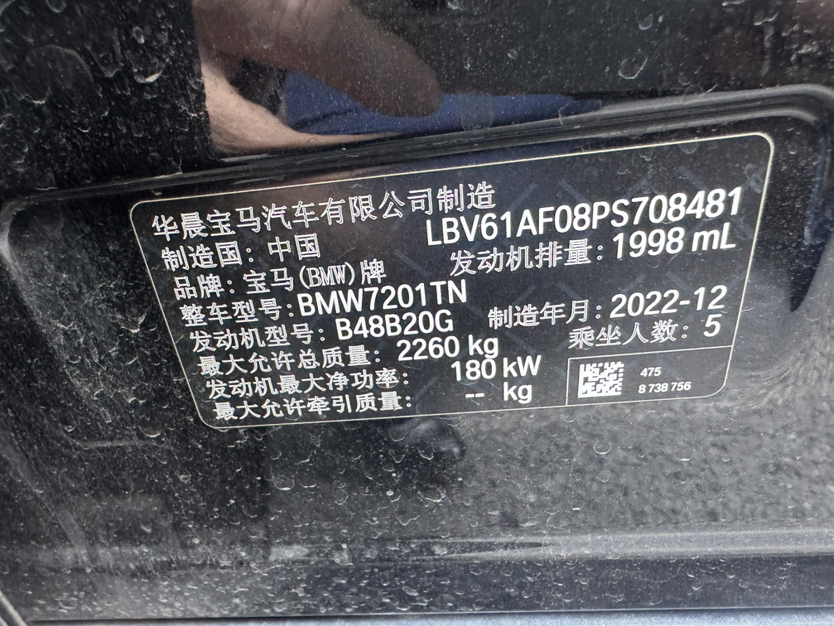 华晨宝马汽车有限公司制造
LBV61AF08PS708481
制造国: 中国
发动机排量: 1998 mL
品牌: 宝马(BMW)牌
整车型号: BMW7201TN
制造年月: 2022-12
发动机型号: B48B20G
乘坐人数: 5
最大允许总质量: 2260 kg
发动机最大净功率: 180 kW
最大允许牵引质量: -- kg
475
8 738 756